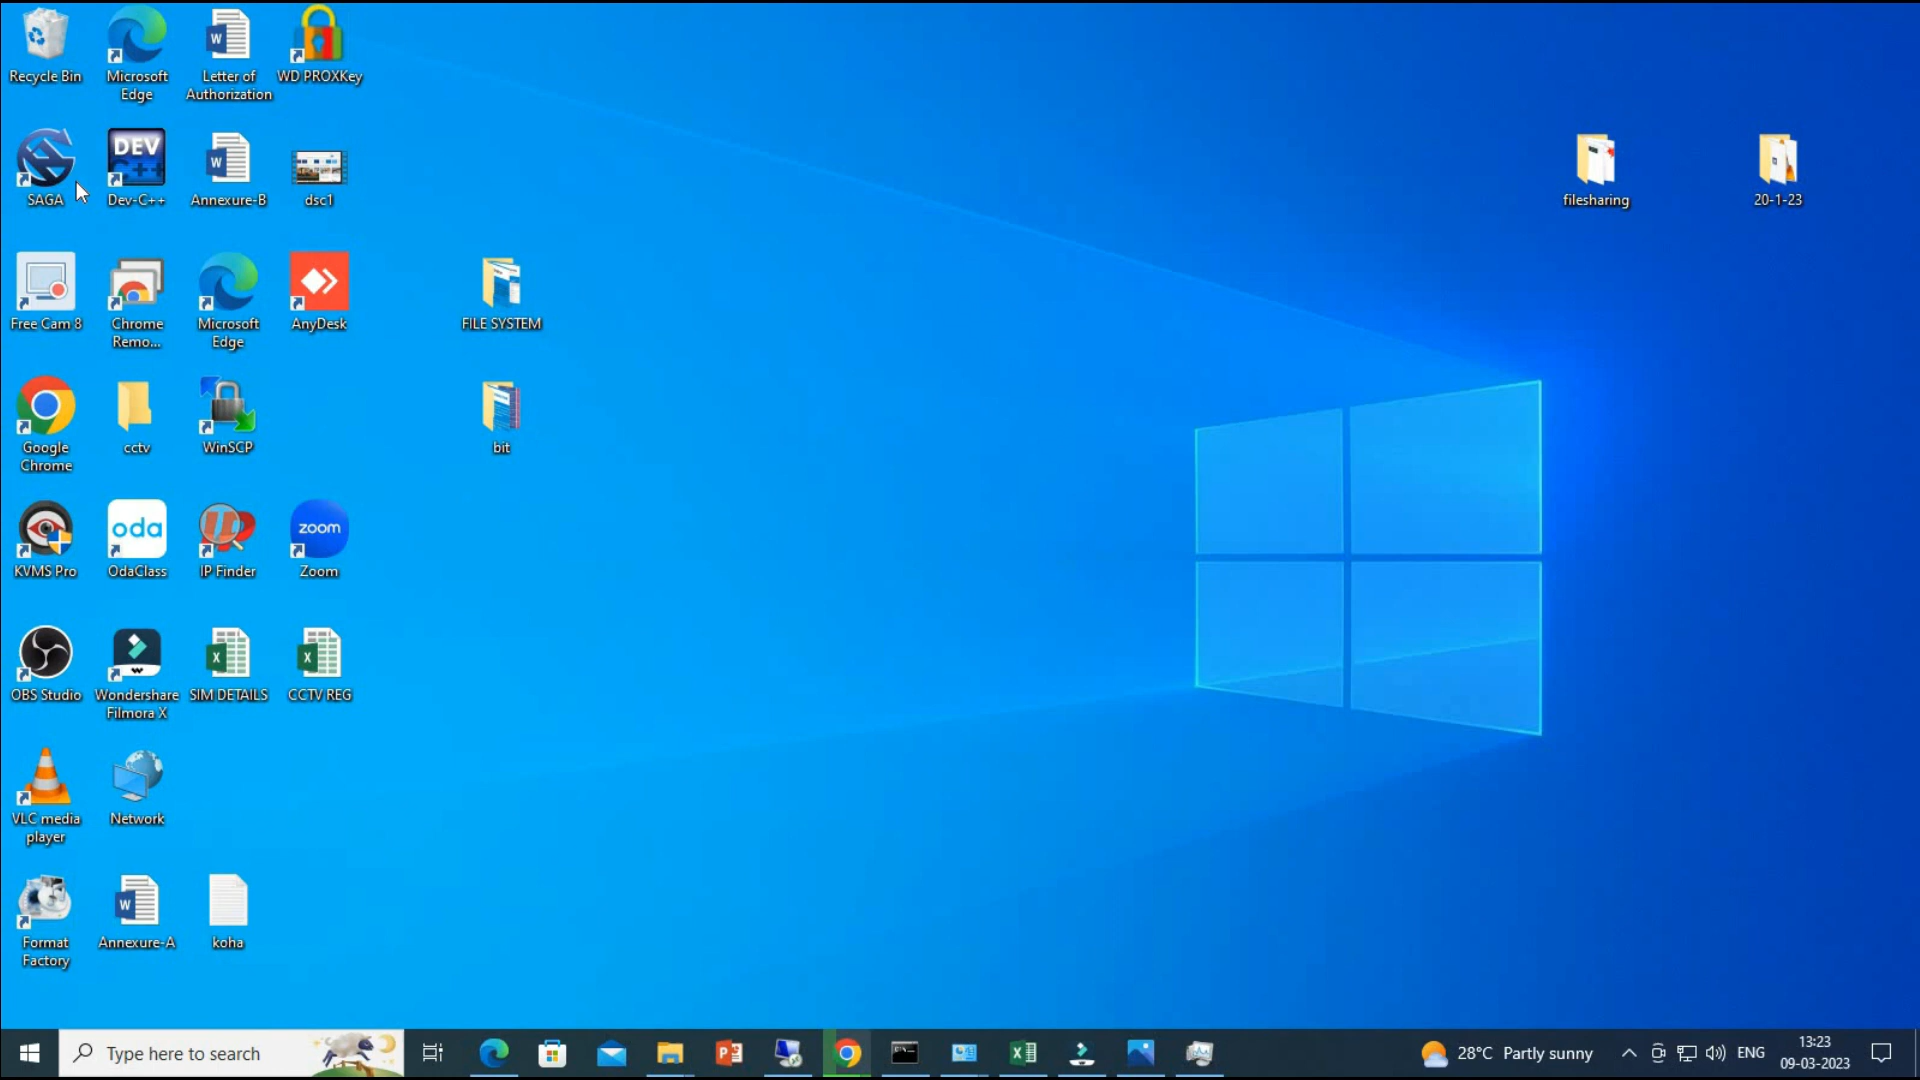 Recycle Bin
Microsoft
Edge
Letter of
Authorization
WD PROXKey
SAGA
DEV
C++
Dev-C++
Annexure-B
dsc1
filesharing
20-1-23
Free Cam 8
Chrome
Remo...
Microsoft
Edge
AnyDesk
FILE SYSTEM
Google
Chrome
cctv
WinSCP
bit
KVMS Pro
oda
OdaClass
IP Finder
zoom
Zoom
OBS Studio
Wondershare
Filmora X
SIM DETAILS
CCTV REG
VLC media
player
Network
Format
Factory
Annexure-A
koha
Type here to search
28°C Partly sunny
ENG
13:23
09-03-2023